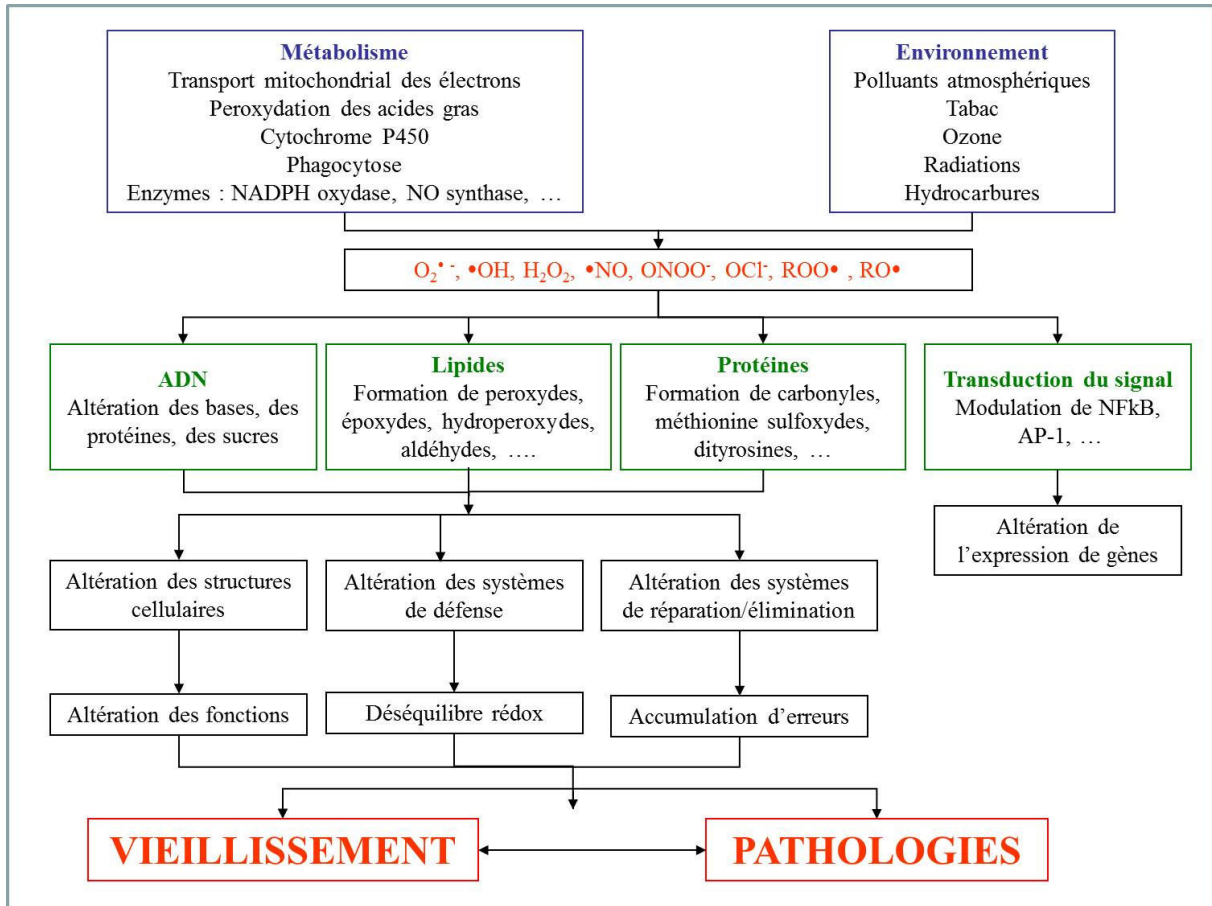 Métabolisme
Transport mitochondrial des électrons
Peroxydation des acides gras
Cytochrome P450
Phagocytose
Enzymes : NADPH oxydase, NO synthase, …
Environnement
Polluants atmosphériques
Tabac
Ozone
Radiations
Hydrocarbures
O₂•⁻, •OH, H₂O₂, •NO, ONOO⁻, OCl⁻, ROO• , RO•
ADN
Altération des bases, des
protéines, des sucres
Lipides
Formation de peroxydes,
époxydes, hydroperoxydes,
aldéhydes, ….
Protéines
Formation de carbonyles,
méthionine sulfoxydes,
dityrosines, …
Transduction du signal
Modulation de NFkB,
AP-1, …
Altération de
l’expression de gènes
Altération des structures
cellulaires
Altération des systèmes
de défense
Altération des systèmes
de réparation/élimination
Altération des fonctions
Déséquilibre rédox
Accumulation d’erreurs
VIEILLISSEMENT
PATHOLOGIES